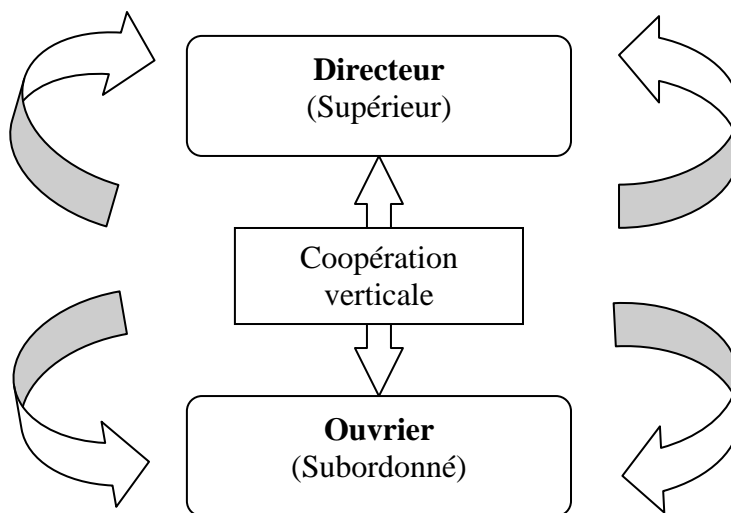 Directeur
(Supérieur)
Coopération
verticale
Ouvrier
(Subordonné)